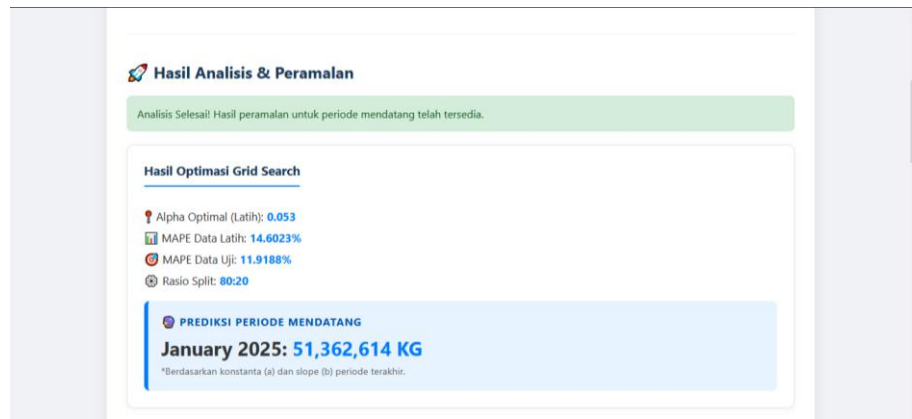 Hasil Analisis & Peramalan
Analisis Selesai! Hasil peramalan untuk periode mendatang telah tersedia.
Hasil Optimasi Grid Search
Alpha Optimal (Latih): 0.053
MAPE Data Latih: 14.6023%
MAPE Data Uji: 11.9188%
Rasio Split: 80:20
PREDIKSI PERIODE MENDATANG
January 2025: 51,362,614 KG
*Berdasarkan konstanta (a) dan slope (b) periode terakhir.